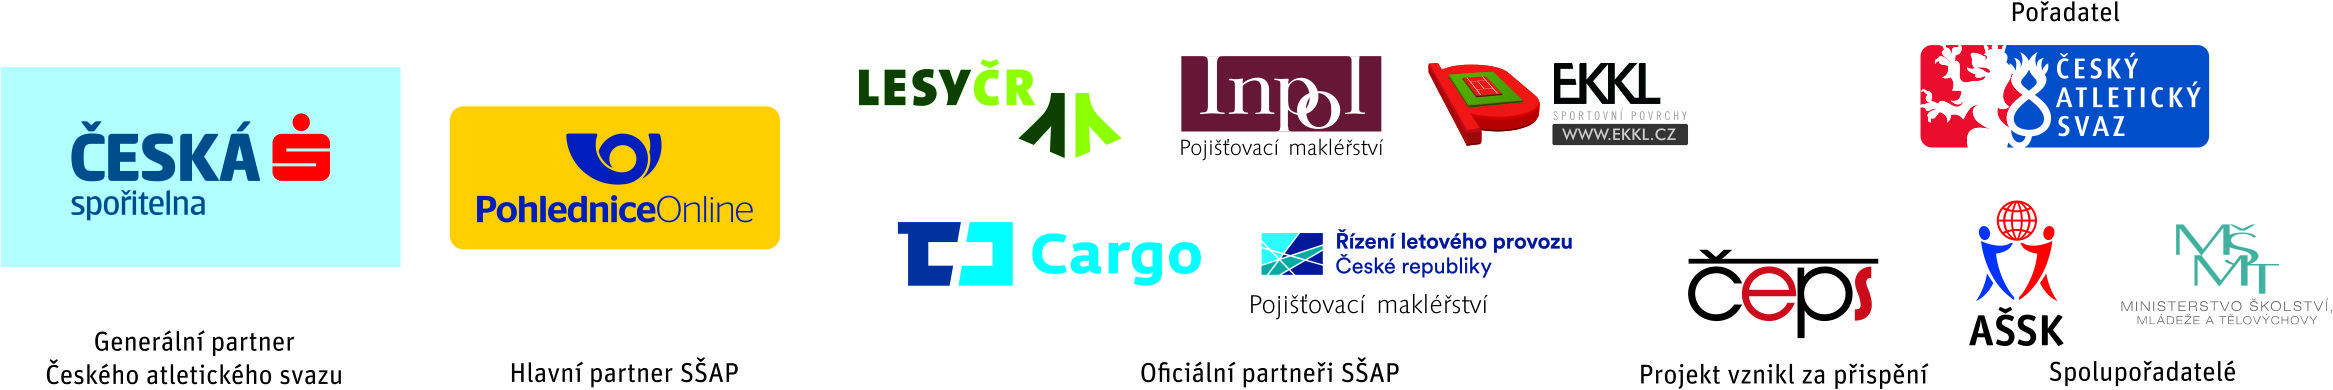 Pořadatel
ČESKÁ
spořitelna
PohledniceOnline
LESYČR
Inpol
Pojišťovací makléřství
EKKL
SPORTOVNÍ POVRCHY
WWW.EKKL.CZ
ČESKÝ
ATLETICKÝ
SVAZ
Cargo
Řízení letového provozu
České republiky
Pojišťovací makléřství
čeps
AŠSK
MŠ
MT
MINISTERSTVO ŠKOLSTVÍ,
MLÁDEŽE A TĚLOVÝCHOVY
Generální partner
Českého atletického svazu
Hlavní partner SŠAP
Oficiální partneři SŠAP
Projekt vznikl za přispění
Spolupořadatelé